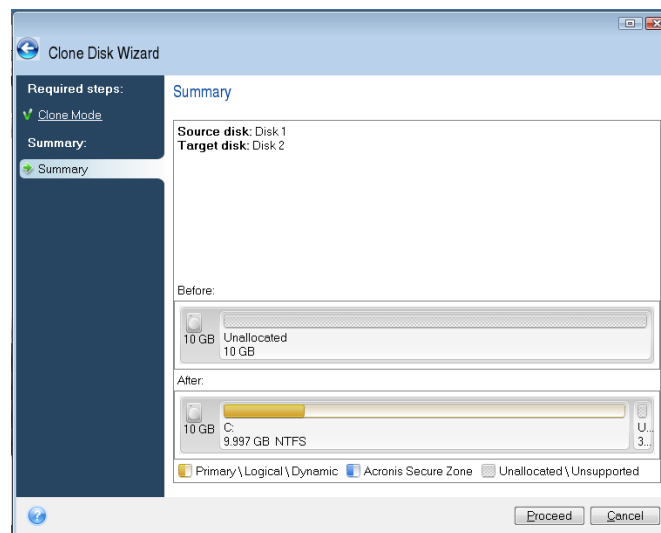 Clone Disk Wizard
Required steps:
Clone Mode
Summary:
Summary
Summary
Source disk: Disk 1
Target disk: Disk 2
Before:
10 GB
Unallocated
10 GB
After:
10 GB
C:
9.997 GB NTFS
U...
3...
Primary \ Logical \ Dynamic
Acronis Secure Zone
Unallocated \ Unsupported
?
Proceed
Cancel